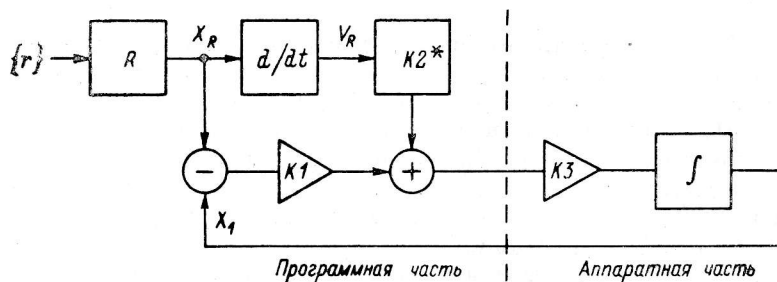 X_R V_R
{r} R d/dt K2*
− K1 + K3 ∫
X_1
Программная часть Аппаратная часть